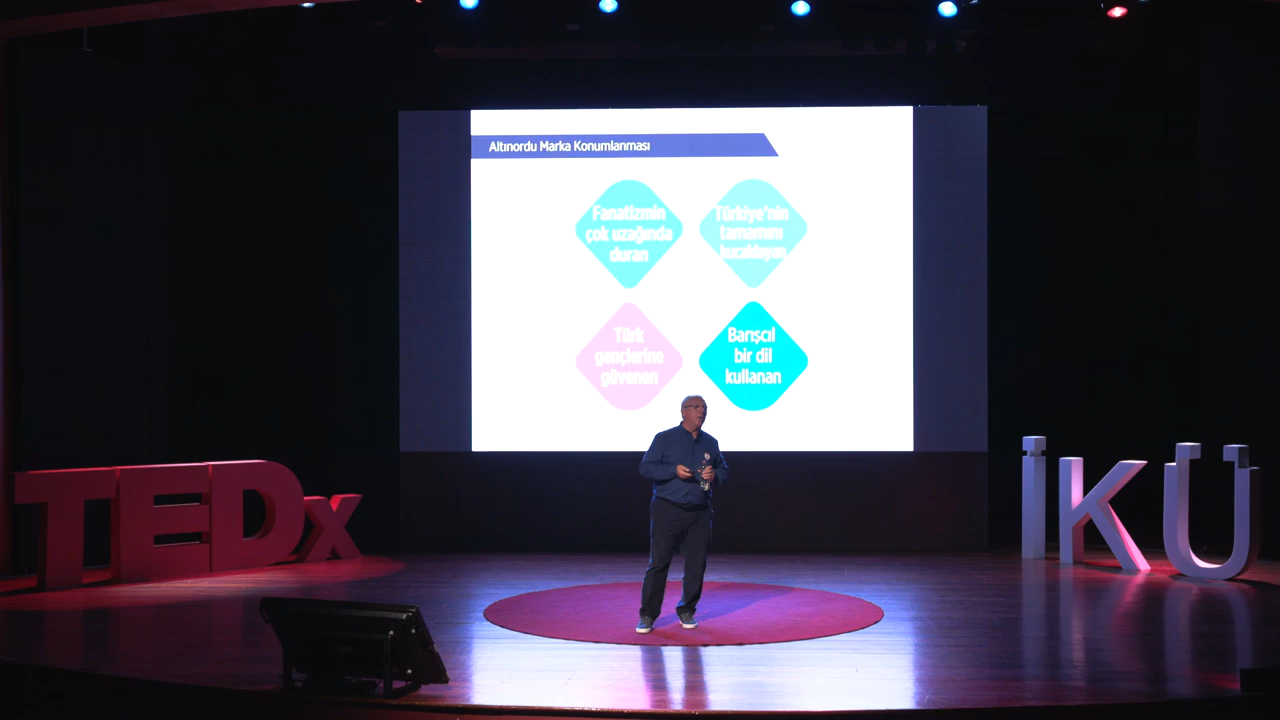 Altınordu Marka Konumlanması
Fanatizmin
çok uzağında
duran
Türkiye'nin
tamamını
kucaklayan
Türk
gençlerine
güvenen
Barışçıl
bir dil
kullanan
TEDx
İKÜ